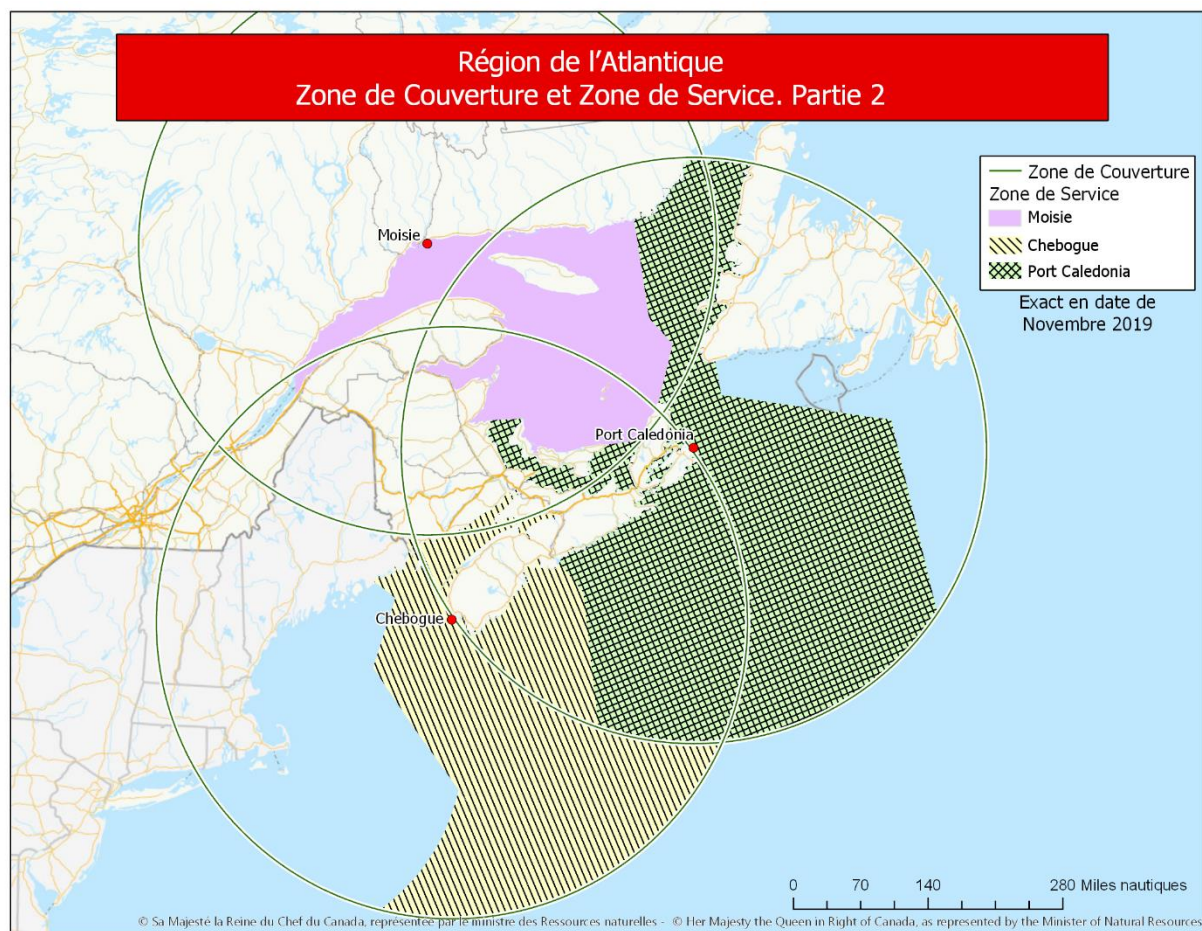 Région de l'Atlantique
Zone de Couverture et Zone de Service. Partie 2
Zone de Couverture
Zone de Service
Moisie
Chebogue
Port Caledonia
Exact en date de
Novembre 2019
Moisie
Port Caledonia
Chebogue
0 70 140 280 Miles nautiques
© Sa Majesté la Reine du Chef du Canada, représentée par le ministre des Ressources naturelles - © Her Majesty the Queen in Right of Canada, as represented by the Minister of Natural Resources